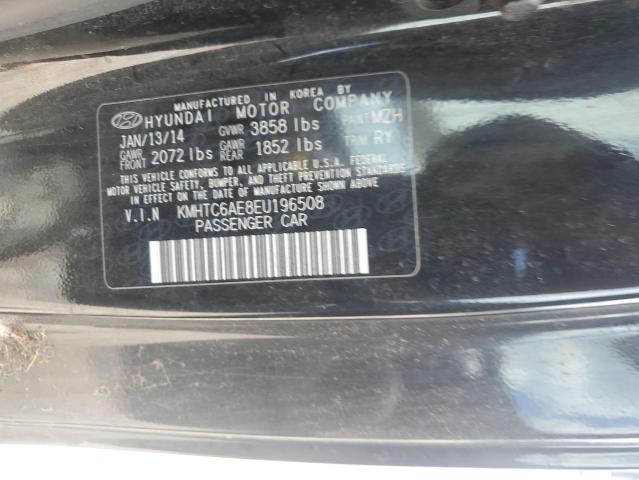 MANUFACTURED IN KOREA BY
HYUNDAI MOTOR COMPANY
JAN/13/14 GVWR 3858 lbs PAINT MZH
GAWR FRONT 2072 lbs GAWR REAR 1852 lbs TRIM RY
THIS VEHICLE CONFORMS TO ALL APPLICABLE U.S.A. FEDERAL
MOTOR VEHICLE SAFETY, BUMPER, AND THEFT PREVENTION STANDARDS
IN EFFECT ON THE DATE OF MANUFACTURE SHOWN ABOVE.
V.I.N KMHTC6AE8EU196508
PASSENGER CAR